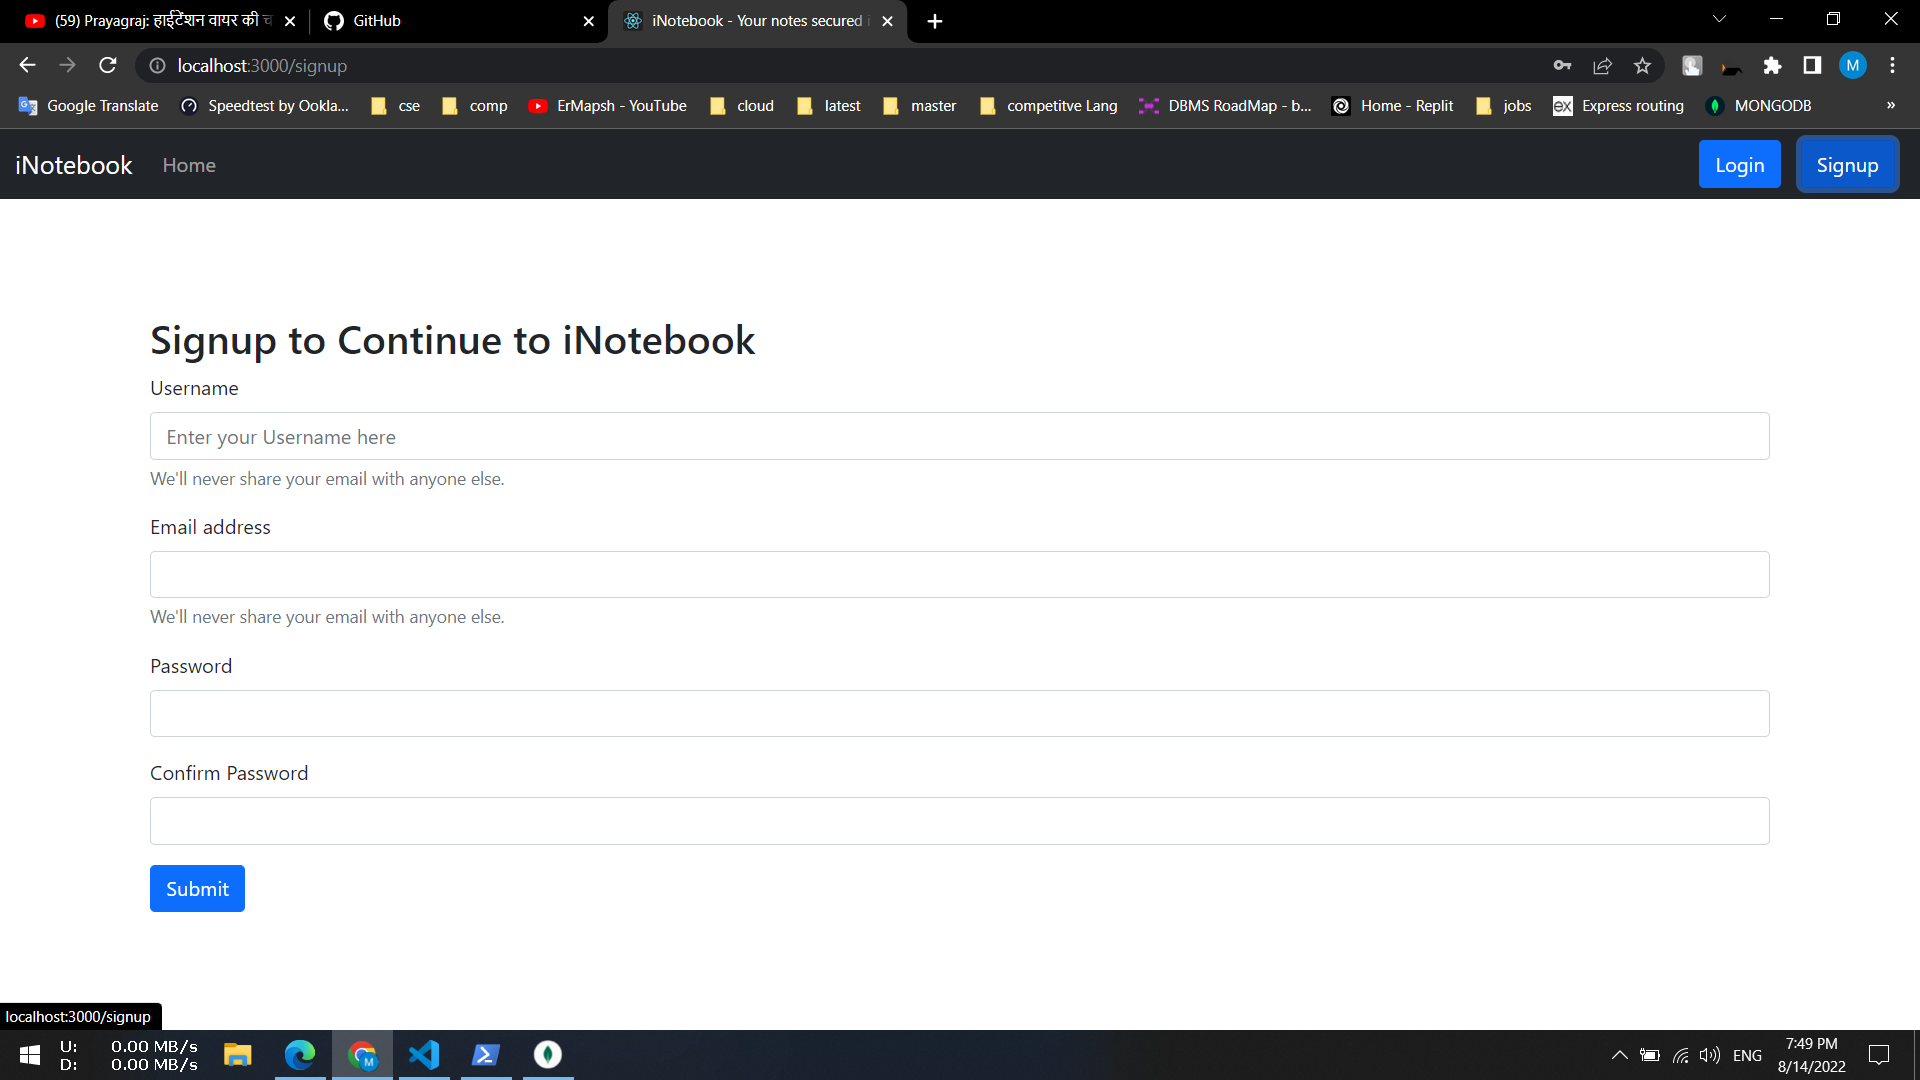 (59) Prayagraj: हाईटेंशन वायर की च
GitHub
iNotebook - Your notes secured i
localhost:3000/signup
M
Google Translate
Speedtest by Ookla...
cse
comp
ErMapsh - YouTube
cloud
latest
master
competitve Lang
DBMS RoadMap - b...
Home - Replit
jobs
ex
Express routing
MONGODB
»
iNotebook
Home
Login
Signup
Signup to Continue to iNotebook
Username
Enter your Username here
We'll never share your email with anyone else.
Email address
We'll never share your email with anyone else.
Password
Confirm Password
Submit
localhost:3000/signup
U: 0.00 MB/s
D: 0.00 MB/s
M
ENG
7:49 PM
8/14/2022